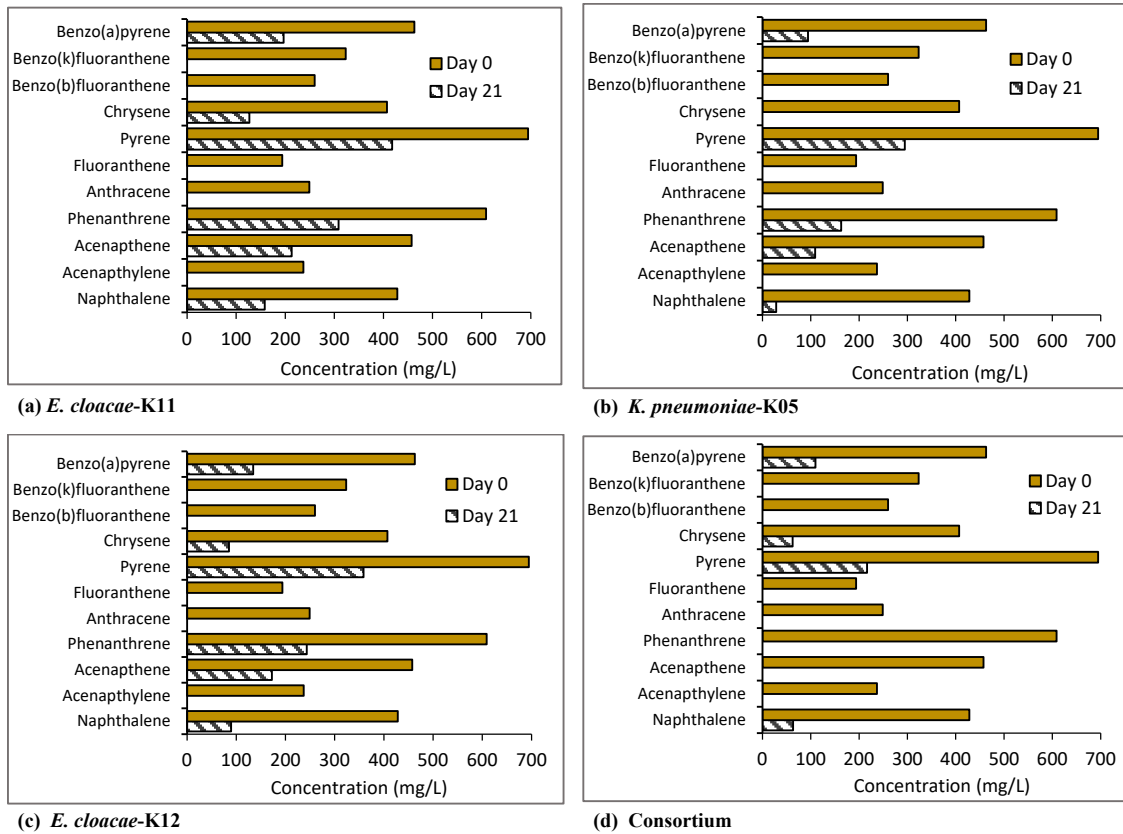 Benzo(a)pyrene
Benzo(k)fluoranthene
Benzo(b)fluoranthene
Chrysene
Pyrene
Fluoranthene
Anthracene
Phenanthrene
Acenapthene
Acenapthylene
Naphthalene
Day 0
Day 21
0 100 200 300 400 500 600 700
Concentration (mg/L)
(a) E. cloacae-K11
Benzo(a)pyrene
Benzo(k)fluoranthene
Benzo(b)fluoranthene
Chrysene
Pyrene
Fluoranthene
Anthracene
Phenanthrene
Acenapthene
Acenapthylene
Naphthalene
Day 0
Day 21
0 100 200 300 400 500 600 700
Concentration (mg/L)
(b) K. pneumoniae-K05
Benzo(a)pyrene
Benzo(k)fluoranthene
Benzo(b)fluoranthene
Chrysene
Pyrene
Fluoranthene
Anthracene
Phenanthrene
Acenapthene
Acenapthylene
Naphthalene
Day 0
Day 21
0 100 200 300 400 500 600 700
Concentration (mg/L)
(c) E. cloacae-K12
Benzo(a)pyrene
Benzo(k)fluoranthene
Benzo(b)fluoranthene
Chrysene
Pyrene
Fluoranthene
Anthracene
Phenanthrene
Acenapthene
Acenapthylene
Naphthalene
Day 0
Day 21
0 100 200 300 400 500 600 700
Concentration (mg/L)
(d) Consortium